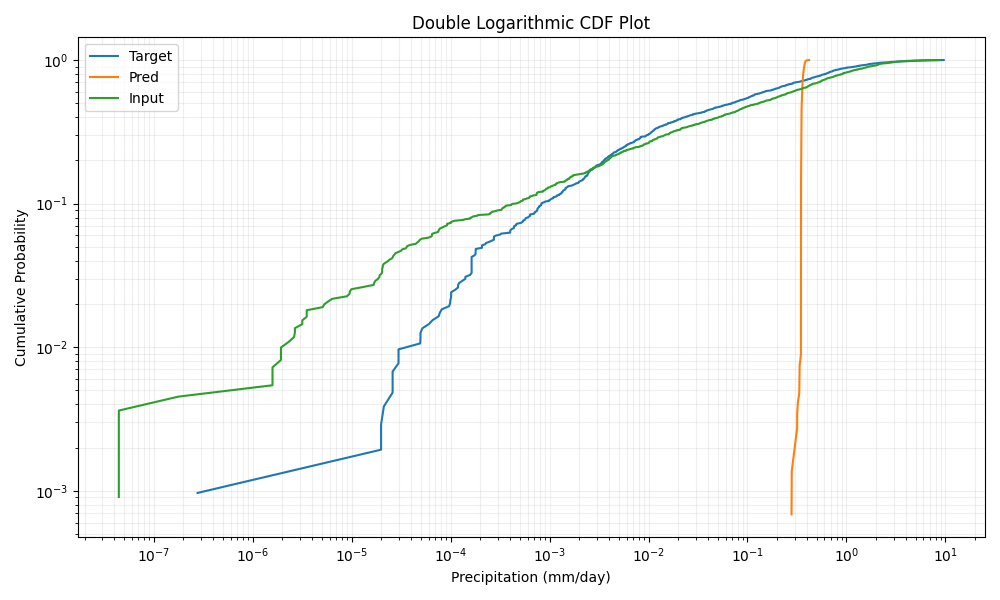 Double Logarithmic CDF Plot
Target
Pred
Input
Cumulative Probability
10⁰
10⁻¹
10⁻²
10⁻³
10⁻⁷ 10⁻⁶ 10⁻⁵ 10⁻⁴ 10⁻³ 10⁻² 10⁻¹ 10⁰ 10¹
Precipitation (mm/day)